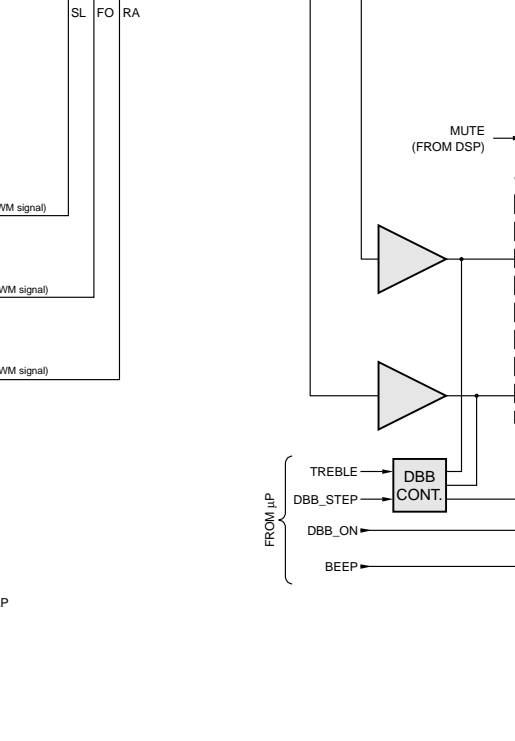 SL FO RA
MUTE
(FROM DSP)
WM signal)
WM signal)
WM signal)
TREBLE
DBB
CONT.
DBB_STEP
FROM µP
DBB_ON
BEEP
P